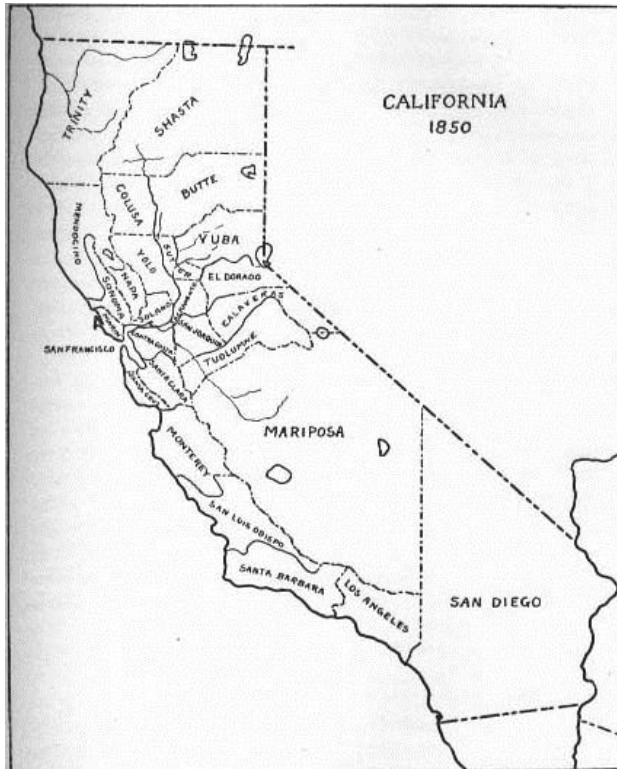 CALIFORNIA
1850
TRINITY
SHASTA
COLUSA
BUTTE
MENDOCINO
YOLO
SUTTER
YUBA
SONOMA
NAPA
EL DORADO
SOLANO
CALAVERAS
SAN JOAQUIN
SAN FRANCISCO
CONTRA COSTA
TUOLUMNE
SANTA CLARA
SANTA CRUZ
MARIPOSA
MONTEREY
SAN LUIS OBISPO
SANTA BARBARA
LOS ANGELES
SAN DIEGO